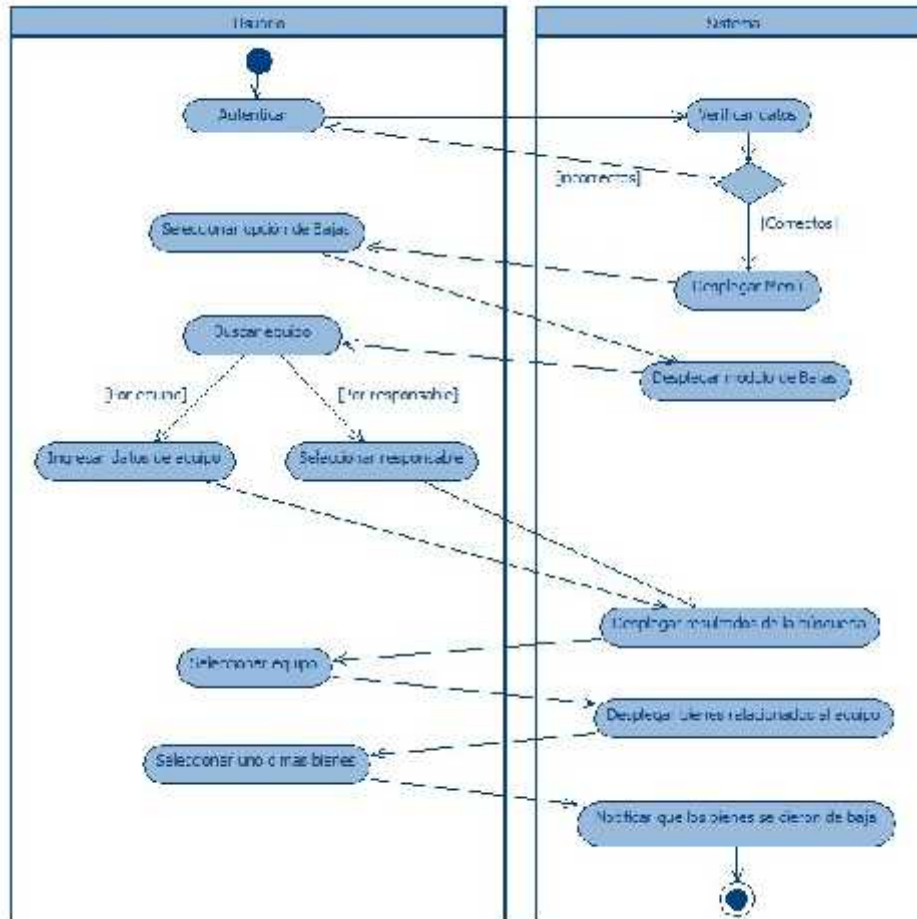 Usuario
Sistema
Autenticar
Verificar datos
[incorrectos]
[Correctos]
Seleccionar opción de Bajas
Desplegar Menú
Buscar equipo
Desplegar módulo de Bajas
[Por equipo]
[Por responsable]
Ingresar datos de equipo
Seleccionar responsable
Desplegar resultados de la búsqueda
Seleccionar equipo
Desplegar bienes relacionados al equipo
Seleccionar uno o mas bienes
Notificar que los bienes se dieron de baja